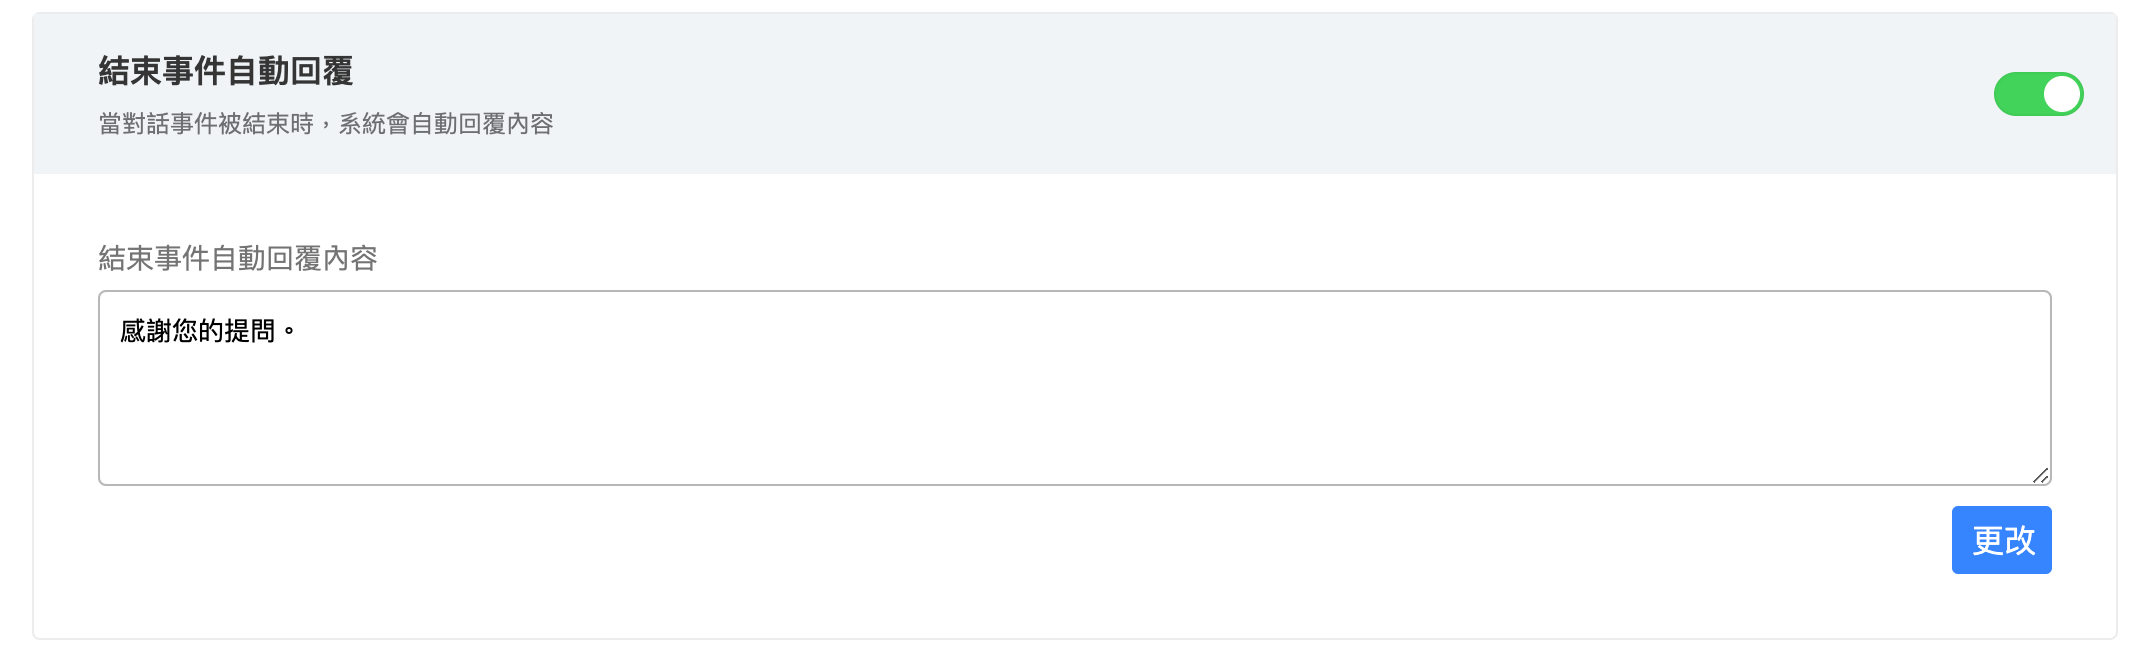 結束事件自動回覆
當對話事件被結束時，系統會自動回覆內容
結束事件自動回覆內容
感謝您的提問。
更改